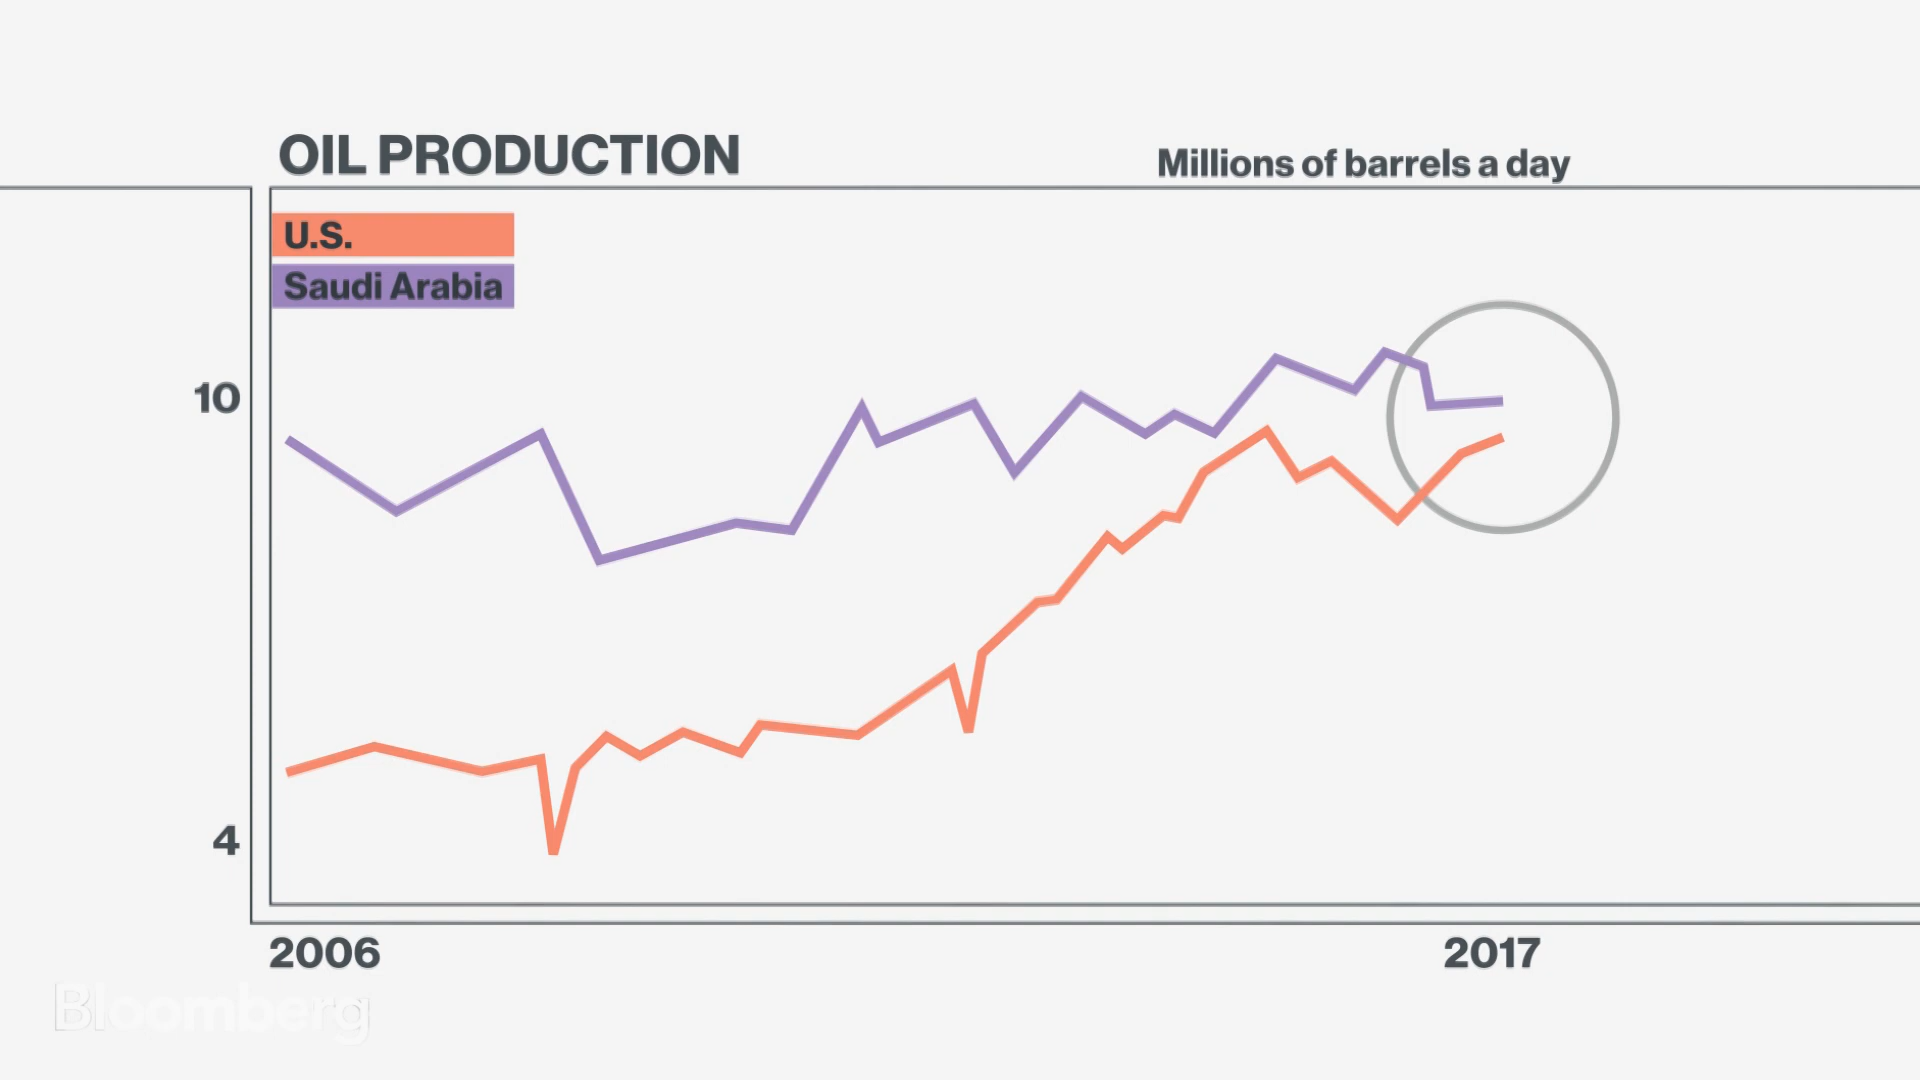 OIL PRODUCTION
Millions of barrels a day
U.S.
Saudi Arabia
10
4
2006
2017
Bloomberg